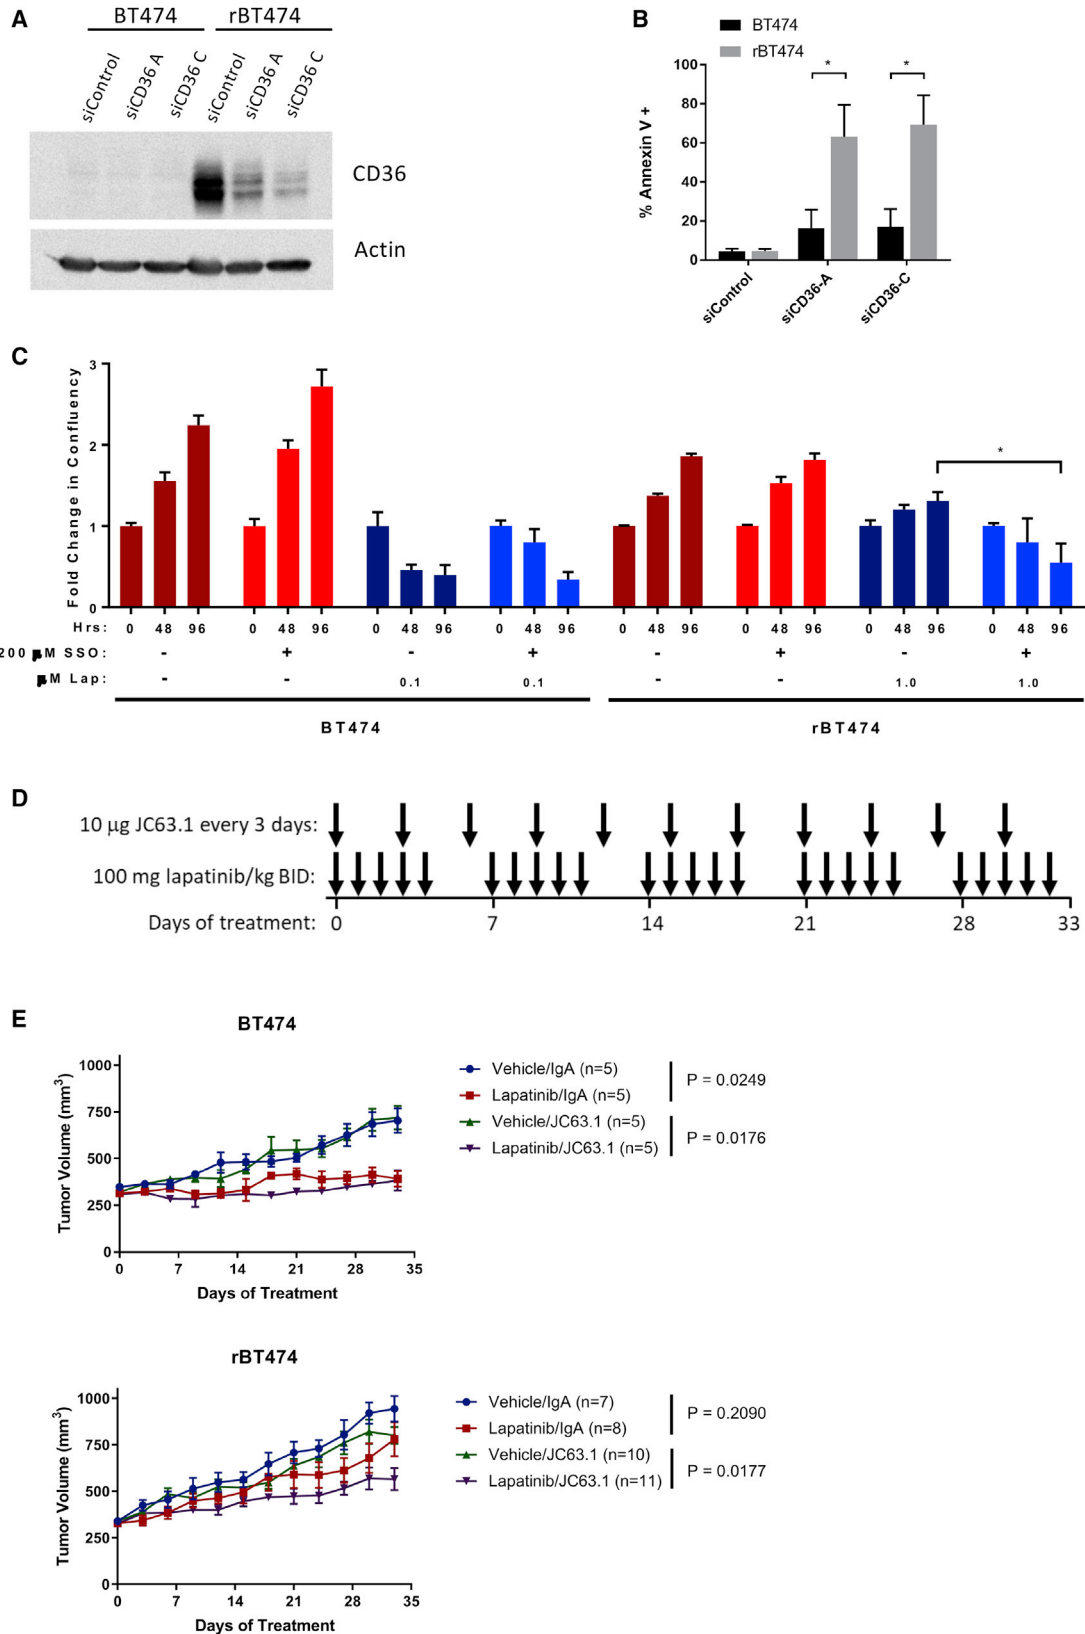 A
BT474 rBT474
siControl siCD36 A siCD36 C siControl siCD36 A siCD36 C
CD36
Actin
B
BT474
rBT474
% Annexin V +
100
80
60
40
20
0
* *
siControl siCD36-A siCD36-C
C
Fold Change in Confluency
3
2
1
0
*
Hrs: 0 48 96 0 48 96 0 48 96 0 48 96 0 48 96 0 48 96 0 48 96 0 48 96
200 µM SSO: - + - + - + - +
µM Lap: - - 0.1 0.1 - - 1.0 1.0
BT474 rBT474
D
10 µg JC63.1 every 3 days:
100 mg lapatinib/kg BID:
Days of treatment: 0 7 14 21 28 33
E
BT474
Tumor Volume (mm³)
1000
750
500
250
0
0 7 14 21 28 35
Days of Treatment
Vehicle/IgA (n=5)
Lapatinib/IgA (n=5)
P = 0.0249
Vehicle/JC63.1 (n=5)
Lapatinib/JC63.1 (n=5)
P = 0.0176
rBT474
Tumor Volume (mm³)
1000
750
500
250
0
0 7 14 21 28 35
Days of Treatment
Vehicle/IgA (n=7)
Lapatinib/IgA (n=8)
P = 0.2090
Vehicle/JC63.1 (n=10)
Lapatinib/JC63.1 (n=11)
P = 0.0177